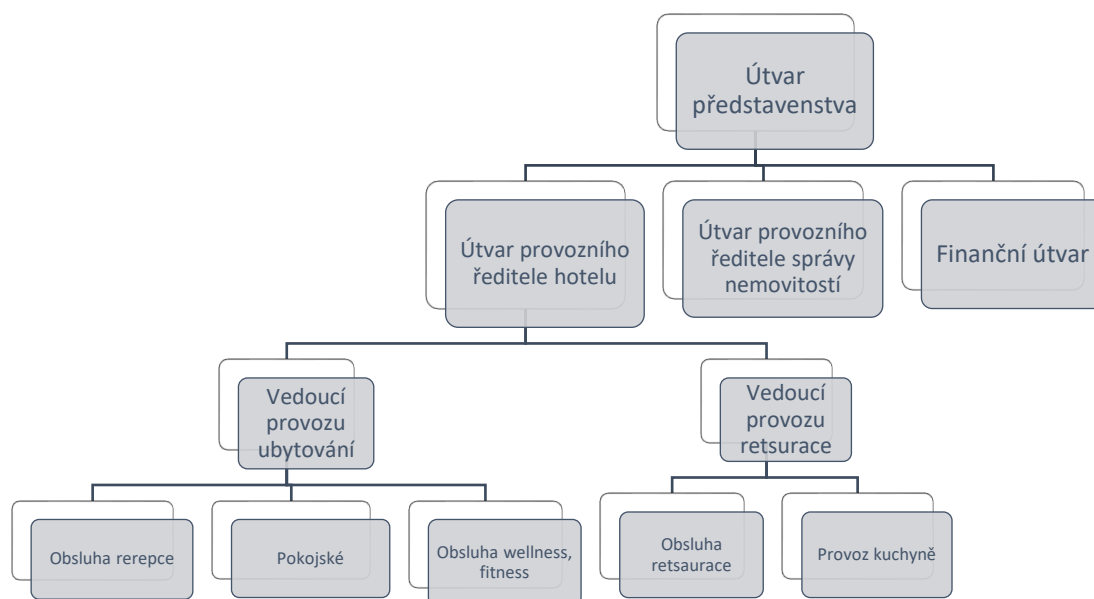 Útvar
představenstva
Útvar provozního
ředitele hotelu
Útvar provozního
ředitele správy
nemovitostí
Finanční útvar
Vedoucí
provozu
ubytování
Vedoucí
provozu
retsurace
Obsluha rerepce
Pokojské
Obsluha wellness,
fitness
Obsluha
retsaurace
Provoz kuchyně